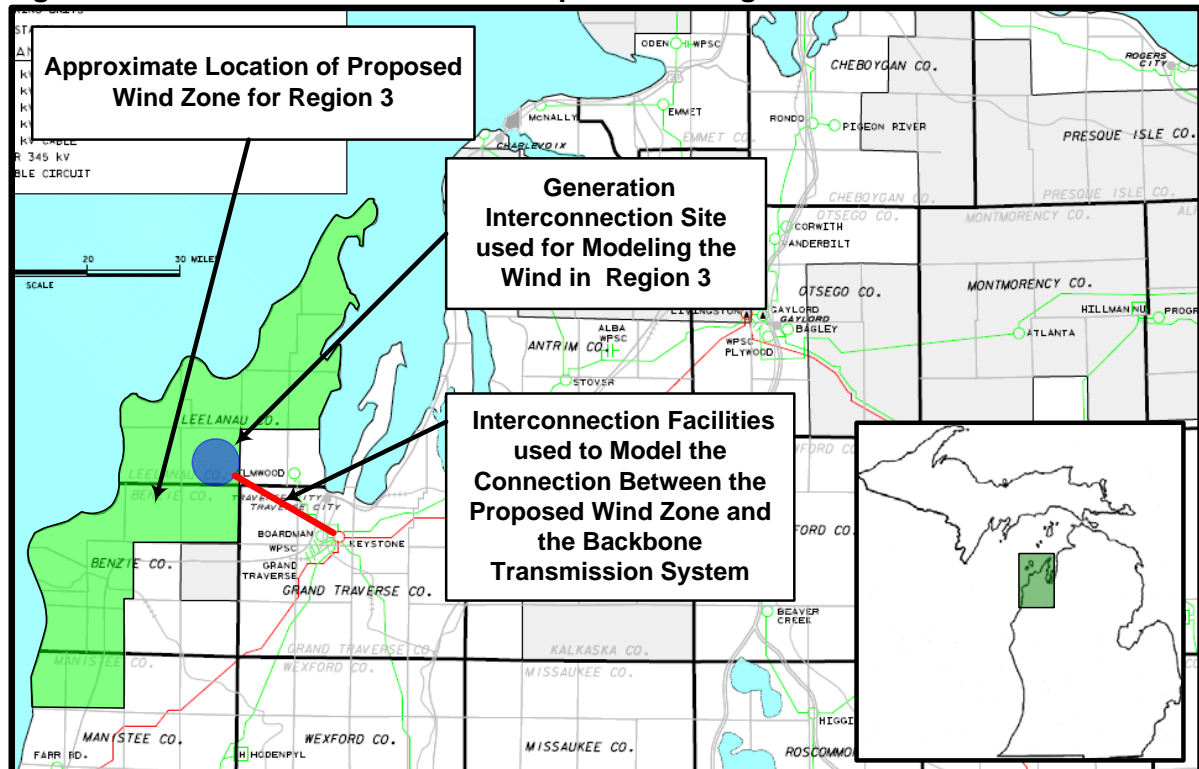 Approximate Location of Proposed
Wind Zone for Region 3
kV
kV
kV
kV
kV CABLE
R 345 kV
BLE CIRCUIT
20
30 MILES
SCALE
ODEN
WPSC
CHEBOYGAN CO.
ROGERS
CITY
McNALLY
EMMET
EMMET CO.
RONDO
PIGEON RIVER
PRESQUE ISLE CO.
CHARLEVOIX
Generation
Interconnection Site
used for Modeling the
Wind in Region 3
CHEBOYGAN CO.
OTSEGO CO.
PRESQUE ISLE CO.
MONTMORENCY CO.
CORWITH
VANDERBILT
OTSEGO CO.
MONTMORENCY CO.
LIVINGSTON
GAYLORD
GAYLORD
BAGLEY
HILLMAN
ATLANTA
ALBA
WPSC
WPSC
PLYWOOD
ANTRIM CO.
STOVER
LEELANAU CO.
Interconnection Facilities
used to Model the
Connection Between the
Proposed Wind Zone and
the Backbone
Transmission System
LEELANAU CO.
BENZIE CO.
ELMWOOD
TRAVERSE CITY
TRAVERSE CITY
BOARDMAN
WPSC
KEYSTONE
GRAND
TRAVERSE
BENZIE CO.
GRAND TRAVERSE CO.
BEAVER
CREEK
GRAND TRAVERSE CO.
WEXFORD CO.
KALKASKA CO.
MISSAUKEE CO.
MANISTEE CO.
MANISTEE CO.
WEXFORD CO.
MISSAUKEE CO.
FARR RD.
HODENPYL